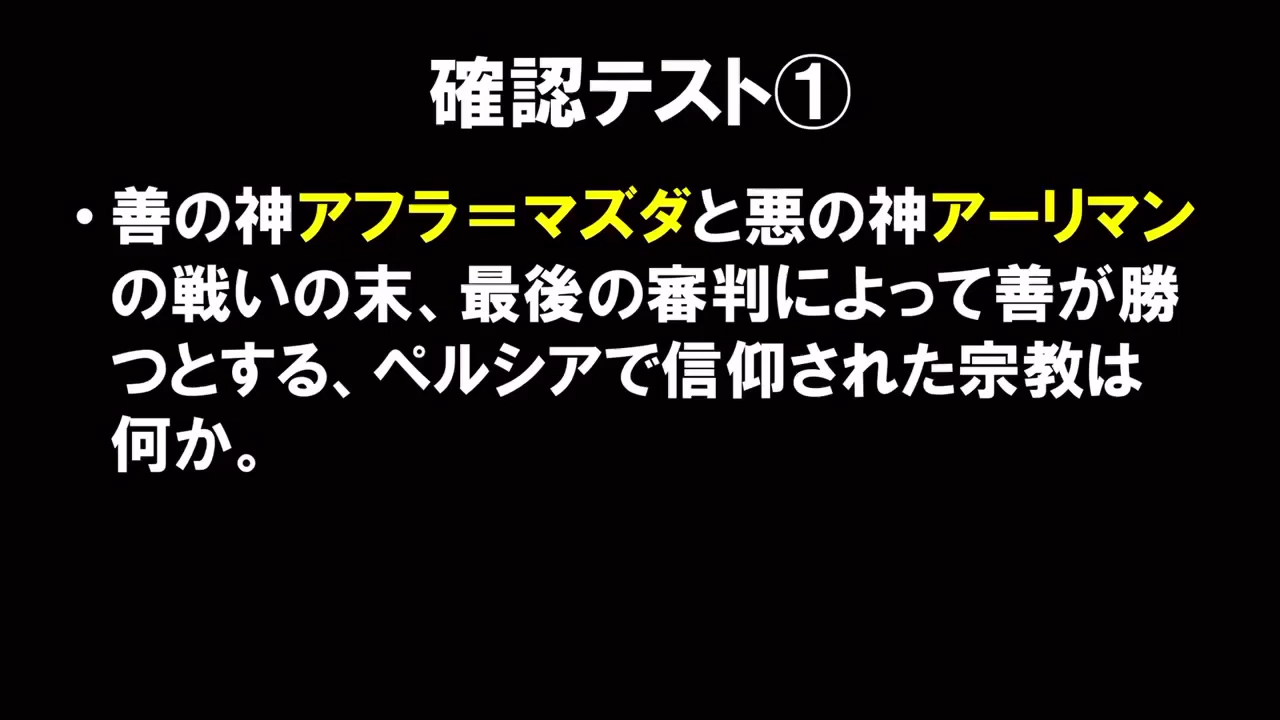 確認テスト①
・善の神アフラ＝マズダと悪の神アーリマン
の戦いの末、最後の審判によって善が勝
つとする、ペルシアで信仰された宗教は
何か。